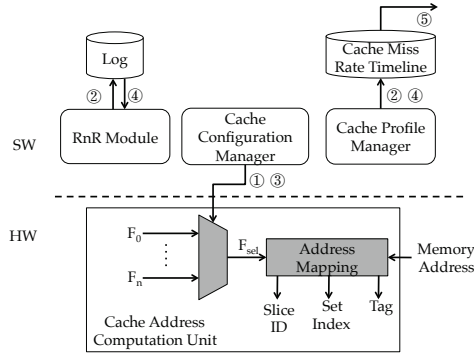 ⑤
Log
Cache Miss
Rate Timeline
② ④
② ④
RnR Module
Cache
Configuration
Manager
Cache Profile
Manager
SW
① ③
HW
F0
Fn
Fsel
Address
Mapping
Memory
Address
Slice
ID
Set
Index
Tag
Cache Address
Computation Unit